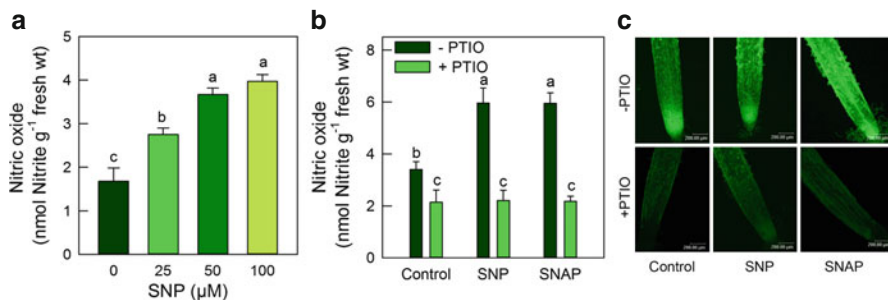 a
Nitric oxide
(nmol Nitrite g⁻¹ fresh wt)
5
4
3
2
1
0
c
b
a
a
0 25 50 100
SNP (µM)
b
Nitric oxide
(nmol Nitrite g⁻¹ fresh wt)
8
6
4
2
0
- PTIO
+ PTIO
b
c
a
c
a
c
Control SNP SNAP
c
-PTIO
+PTIO
Control SNP SNAP